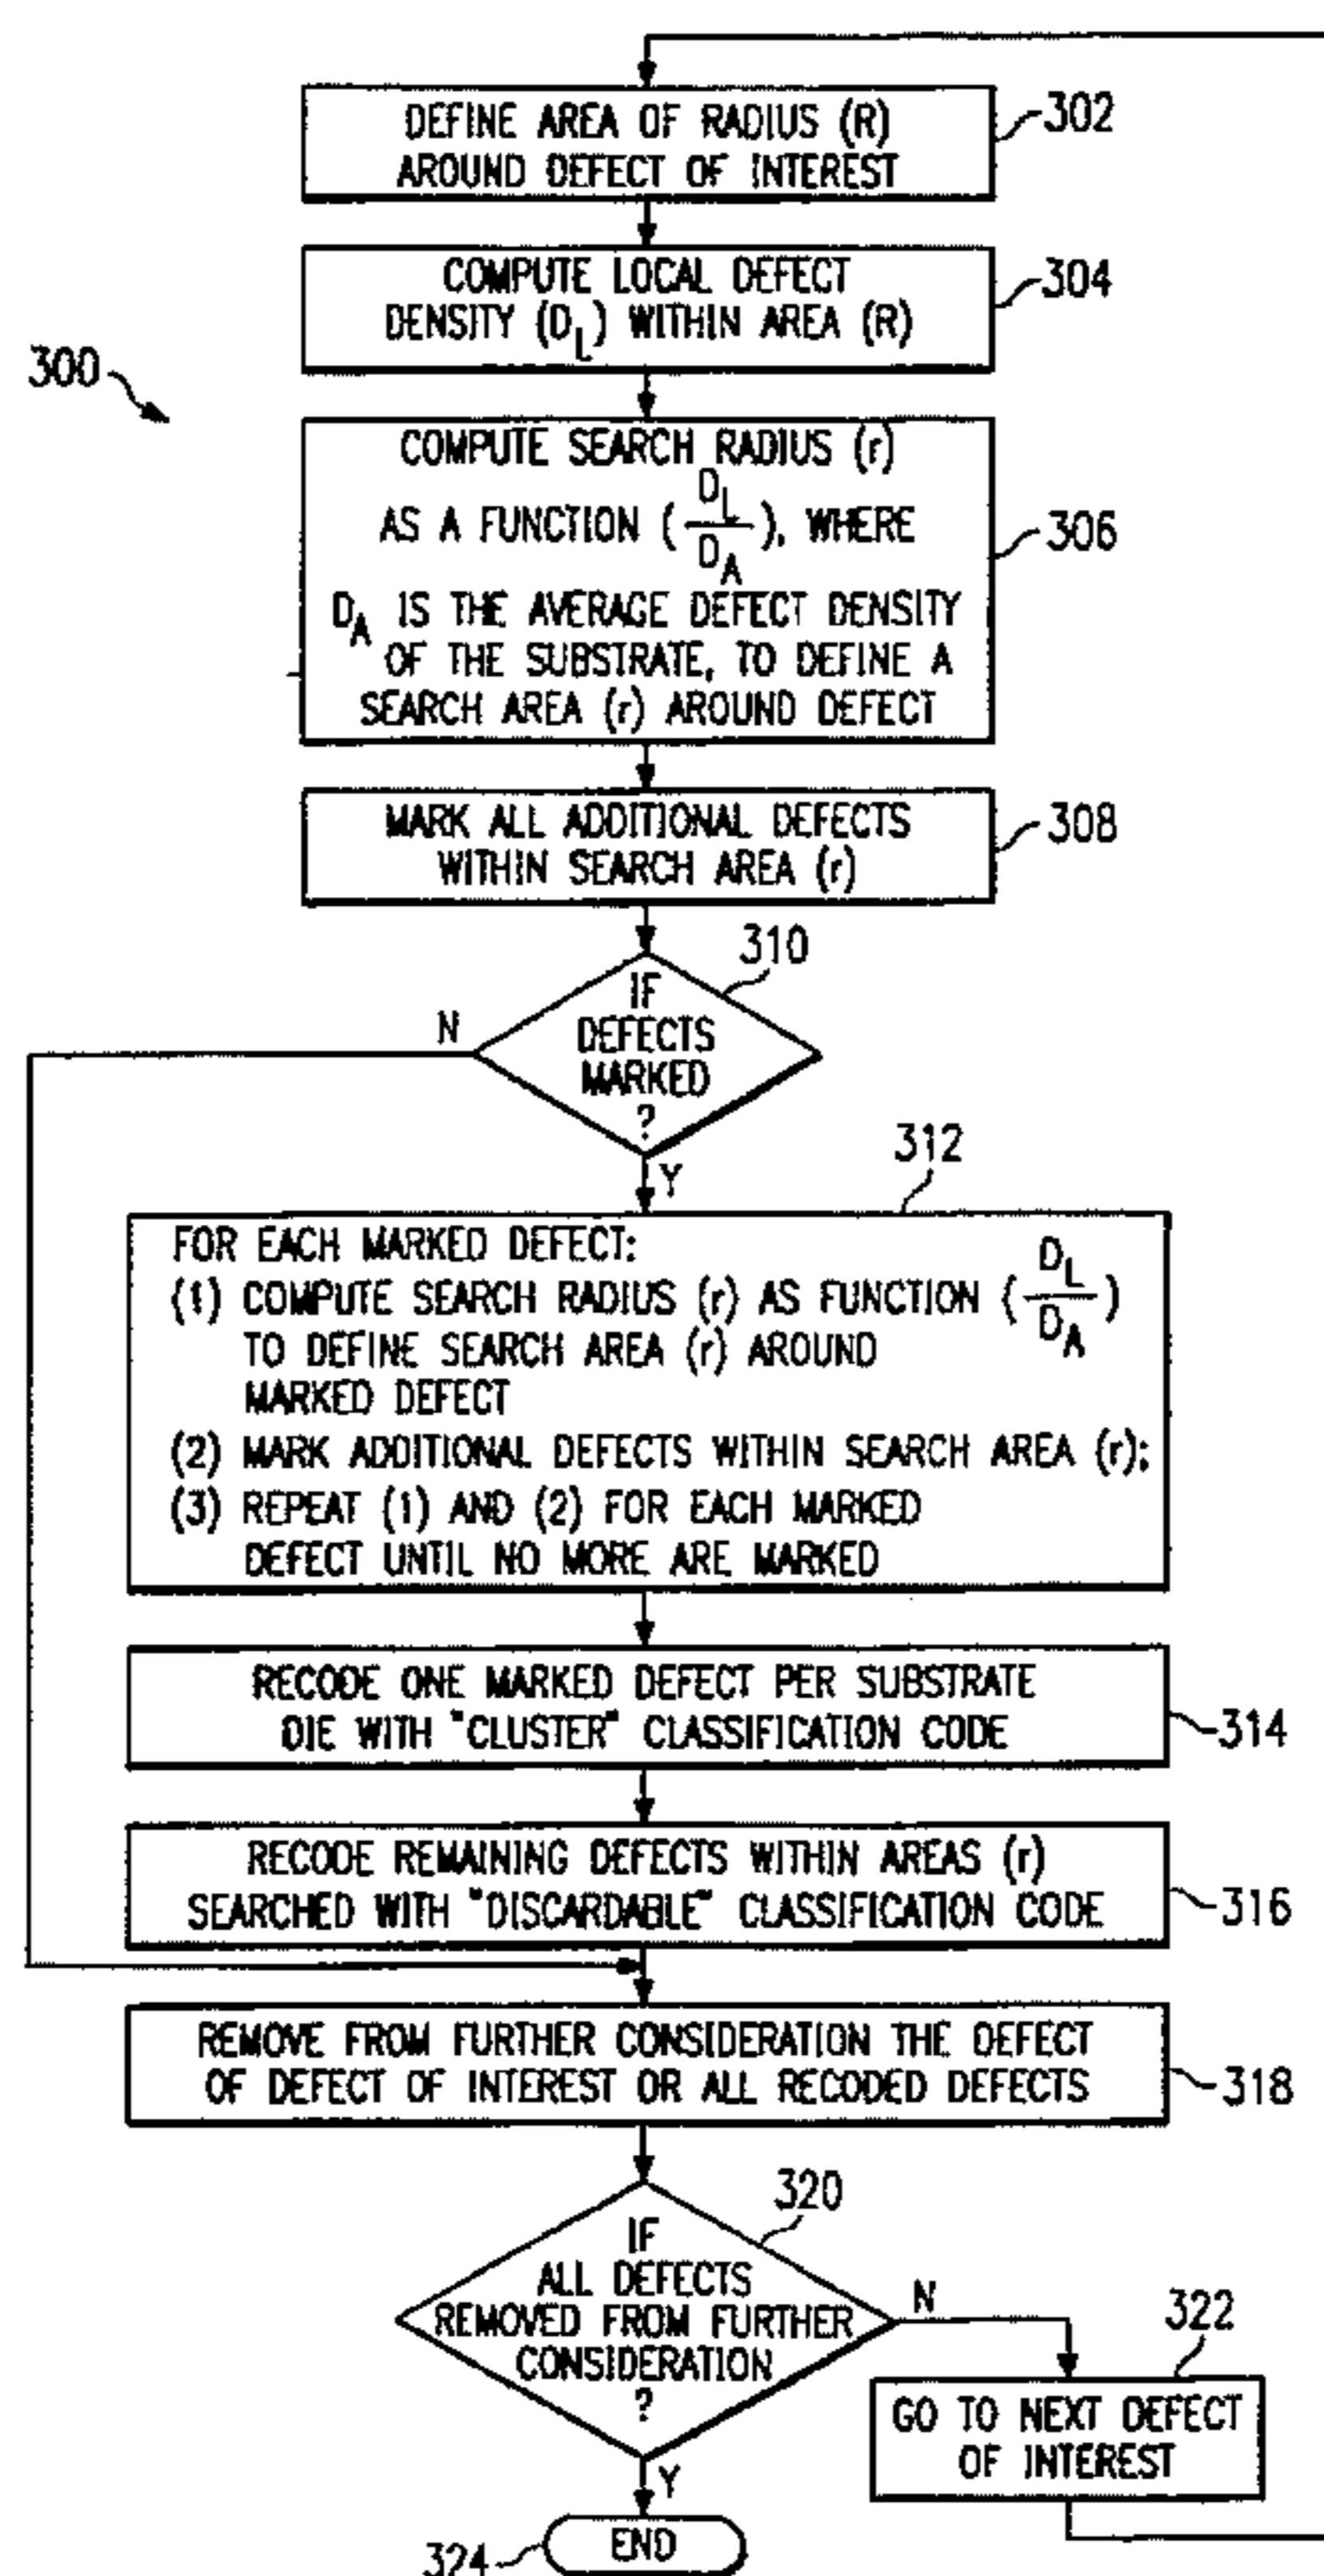 DEFINE AREA OF RADIUS (R)
AROUND DEFECT OF INTEREST
302
COMPUTE LOCAL DEFECT
DENSITY (D_L) WITHIN AREA (R)
304
300
COMPUTE SEARCH RADIUS (r)
AS A FUNCTION (D_L/D_A), WHERE
D_A IS THE AVERAGE DEFECT DENSITY
OF THE SUBSTRATE, TO DEFINE A
SEARCH AREA (r) AROUND DEFECT
306
MARK ALL ADDITIONAL DEFECTS
WITHIN SEARCH AREA (r)
308
310
IF
DEFECTS
MARKED
?
N
Y
312
FOR EACH MARKED DEFECT:
(1) COMPUTE SEARCH RADIUS (r) AS FUNCTION (D_L/D_A)
TO DEFINE SEARCH AREA (r) AROUND
MARKED DEFECT
(2) MARK ADDITIONAL DEFECTS WITHIN SEARCH AREA (r);
(3) REPEAT (1) AND (2) FOR EACH MARKED
DEFECT UNTIL NO MORE ARE MARKED
RECODE ONE MARKED DEFECT PER SUBSTRATE
DIE WITH "CLUSTER" CLASSIFICATION CODE
314
RECODE REMAINING DEFECTS WITHIN AREAS (r)
SEARCHED WITH "DISCARDABLE" CLASSIFICATION CODE
316
REMOVE FROM FURTHER CONSIDERATION THE DEFECT
OF DEFECT OF INTEREST OR ALL RECODED DEFECTS
318
320
IF
ALL DEFECTS
REMOVED FROM FURTHER
CONSIDERATION
?
N
Y
322
GO TO NEXT DEFECT
OF INTEREST
END
324